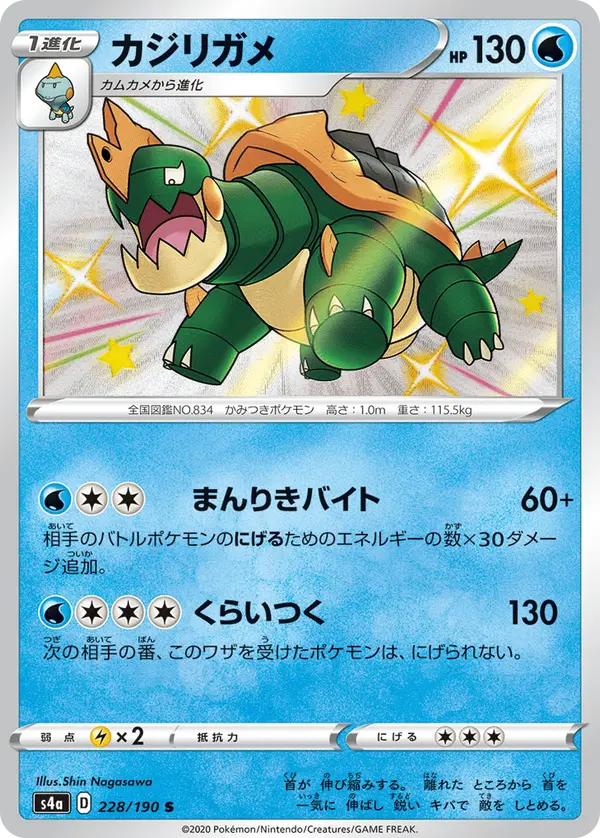 1進化
カジリガメ
HP 130
カムカメから進化
全国図鑑NO.834 かみつきポケモン 高さ:1.0m 重さ:115.5kg
まんりきバイト 60+
相手のバトルポケモンのにげるためのエネルギーの数×30ダメー
ジ追加。
くらいつく 130
次の相手の番、このワザを受けたポケモンは、にげられない。
弱点 ×2 抵抗力 にげる
Illus.Shin Nagasawa
s4a D 228/190 S
首が 伸び縮みする。 離れた ところから 首を
一気に 伸ばし 鋭い キバで 敵を しとめる。
©2020 Pokémon/Nintendo/Creatures/GAME FREAK.